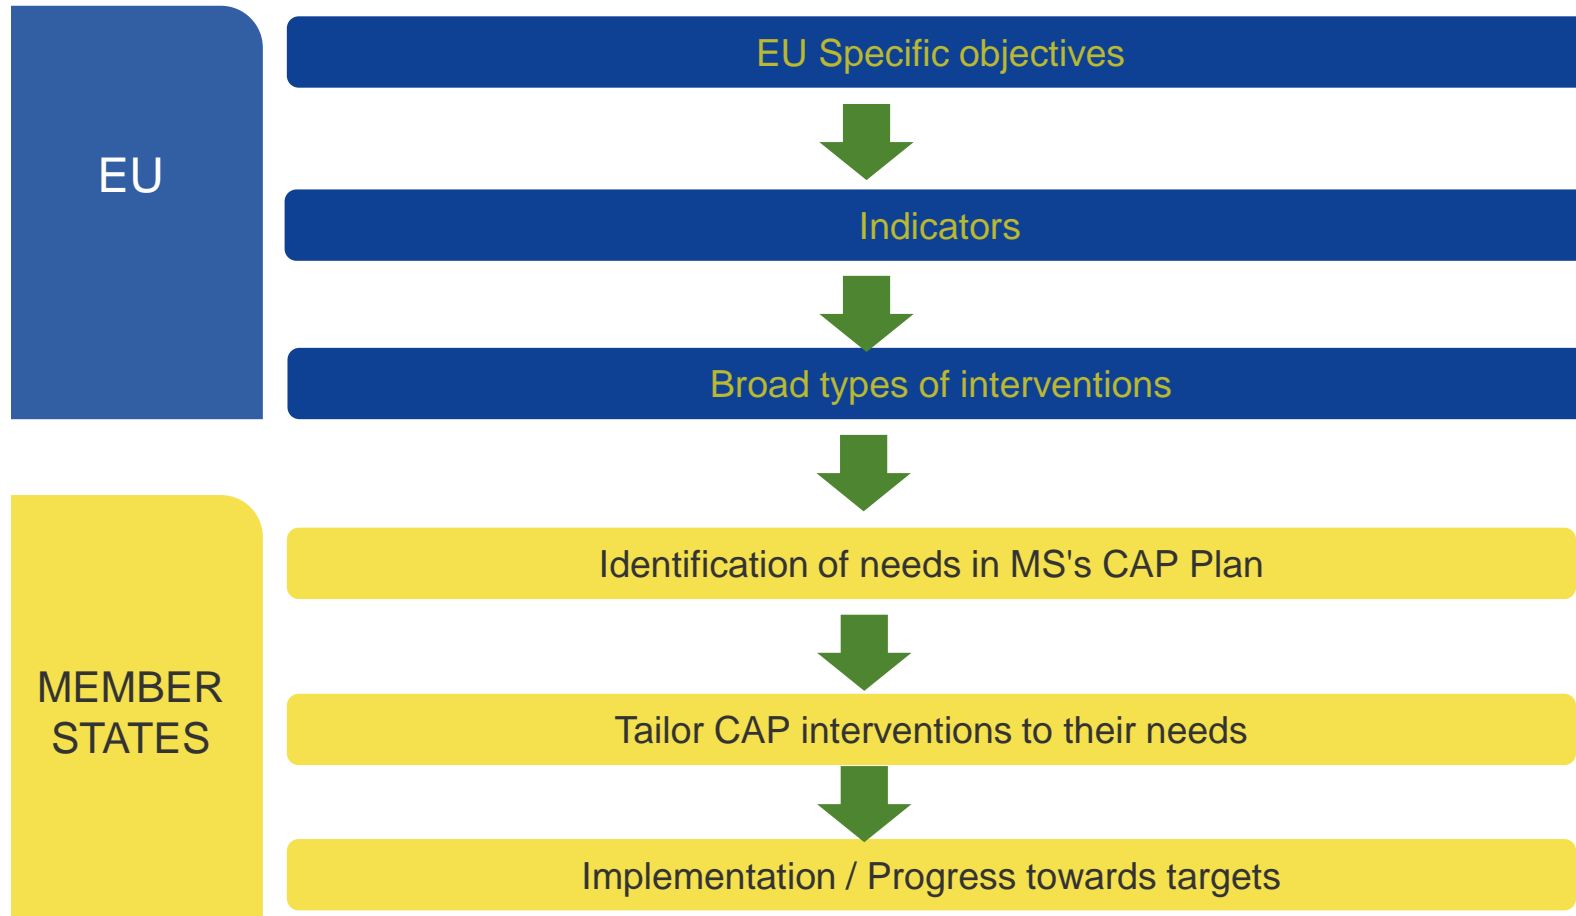 EU
EU Specific objectives
Indicators
Broad types of interventions
MEMBER
STATES
Identification of needs in MS's CAP Plan
Tailor CAP interventions to their needs
Implementation / Progress towards targets